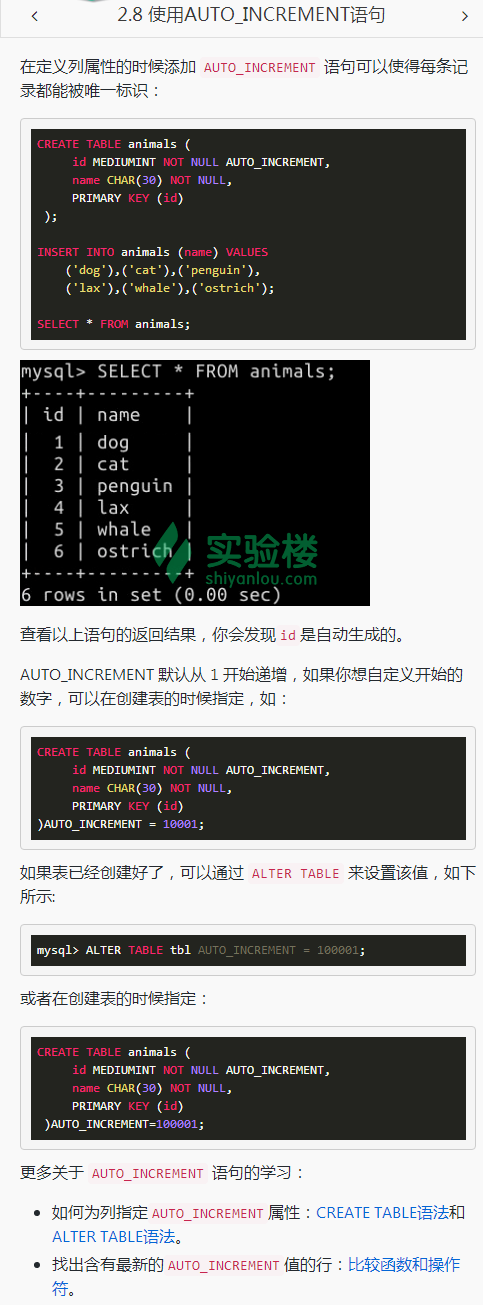 2.8 使用AUTO_INCREMENT语句
在定义列属性的时候添加 AUTO_INCREMENT 语句可以使得每条记
录都能被唯一标识：
CREATE TABLE animals (
     id MEDIUMINT NOT NULL AUTO_INCREMENT,
     name CHAR(30) NOT NULL,
     PRIMARY KEY (id)
 );
INSERT INTO animals (name) VALUES
    ('dog'),('cat'),('penguin'),
    ('lax'),('whale'),('ostrich');
SELECT * FROM animals;
mysql> SELECT * FROM animals;
+----+---------+
| id | name    |
|  1 | dog     |
|  2 | cat     |
|  3 | penguin |
|  4 | lax     |
|  5 | whale   |
|  6 | ostrich |
+----+---------+
6 rows in set (0.00 sec)
实验楼
shiyanlou.com
查看以上语句的返回结果，你会发现 id 是自动生成的。
AUTO_INCREMENT 默认从 1 开始递增，如果你想自定义开始的
数字，可以在创建表的时候指定，如：
CREATE TABLE animals (
     id MEDIUMINT NOT NULL AUTO_INCREMENT,
     name CHAR(30) NOT NULL,
     PRIMARY KEY (id)
)AUTO_INCREMENT = 10001;
如果表已经创建好了，可以通过 ALTER TABLE 来设置该值，如下
所示:
mysql> ALTER TABLE tbl AUTO_INCREMENT = 100001;
或者在创建表的时候指定：
CREATE TABLE animals (
     id MEDIUMINT NOT NULL AUTO_INCREMENT,
     name CHAR(30) NOT NULL,
     PRIMARY KEY (id)
 )AUTO_INCREMENT=100001;
更多关于 AUTO_INCREMENT 语句的学习：
• 如何为列指定 AUTO_INCREMENT 属性：CREATE TABLE语法和
ALTER TABLE语法。
• 找出含有最新的 AUTO_INCREMENT 值的行：比较函数和操作
符。